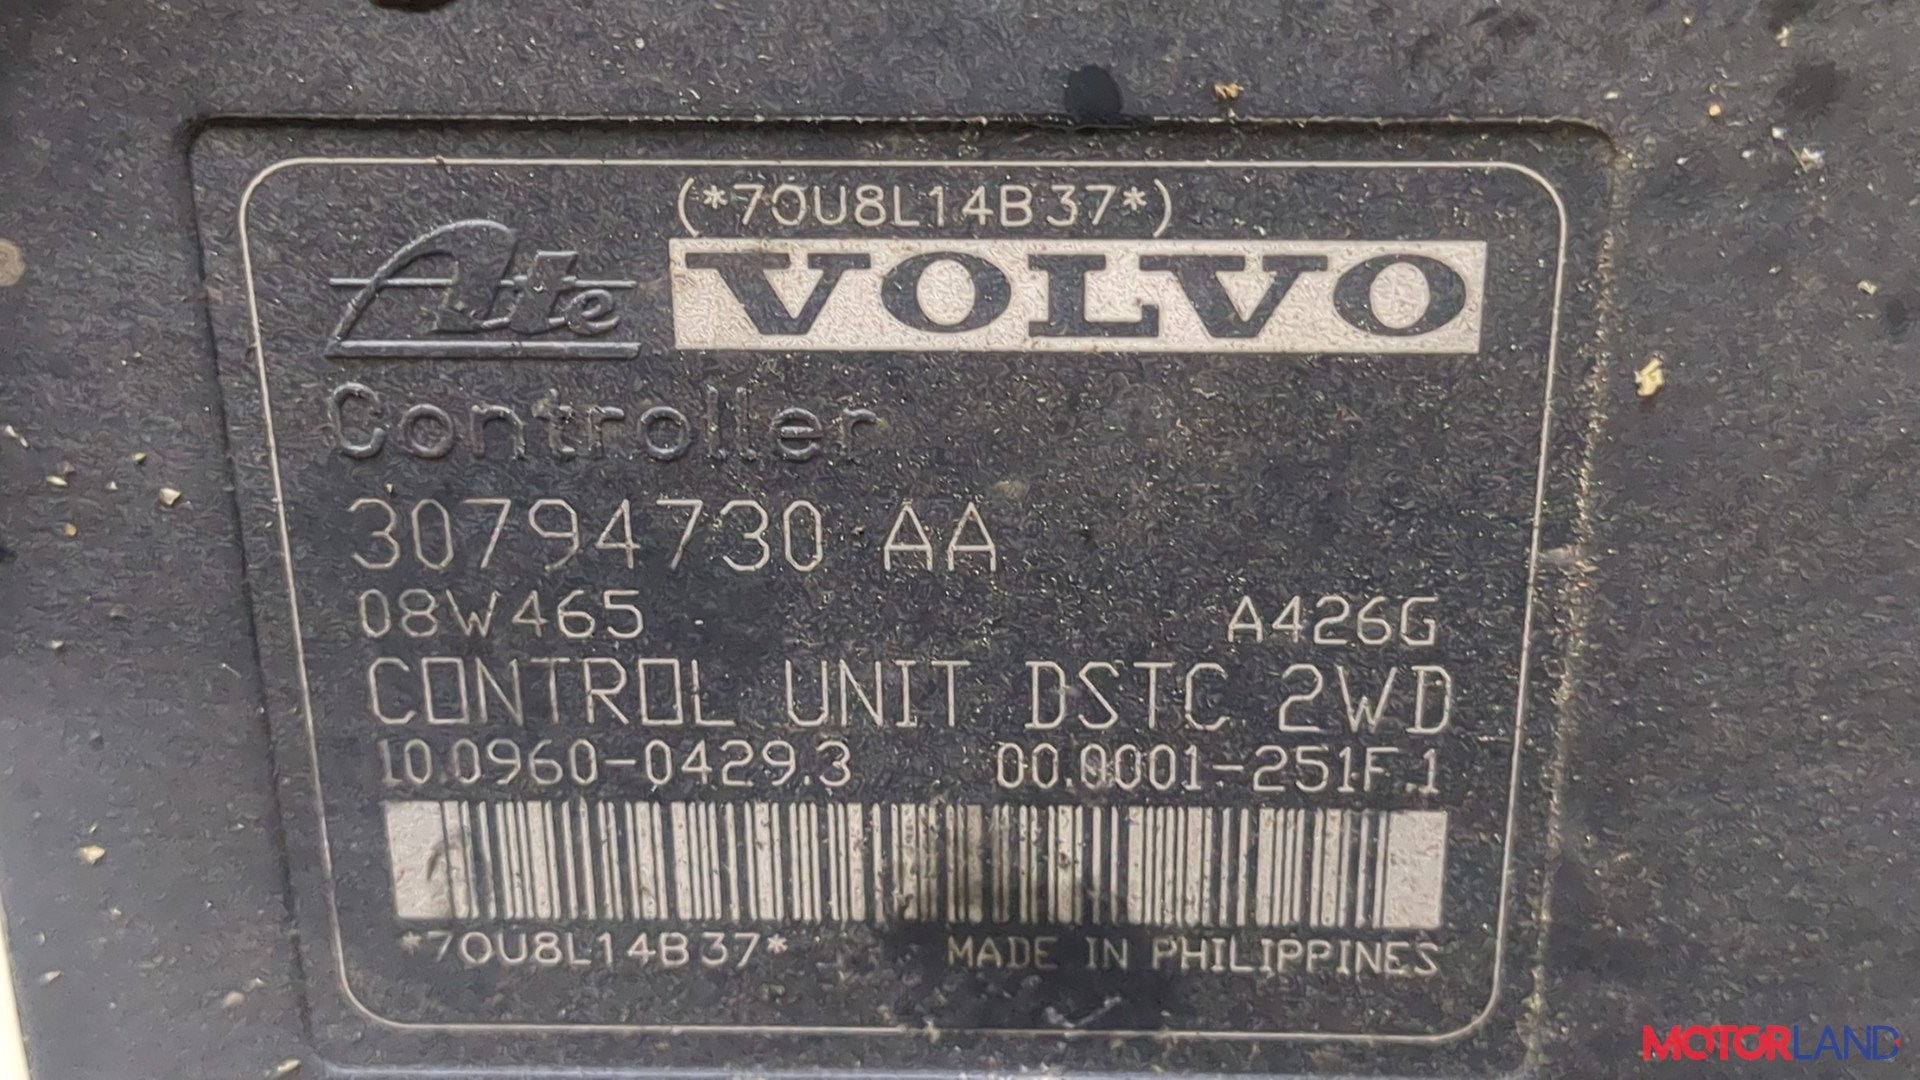 (*70U8L14B37*)
Ate VOLVO
Controller
30794730 AA
08W465 A426G
CONTROL UNIT DSTC 2WD
10.0960-0429.3 00.0001-251F.1
*70U8L14B37* MADE IN PHILIPPINES
MOTORLAND